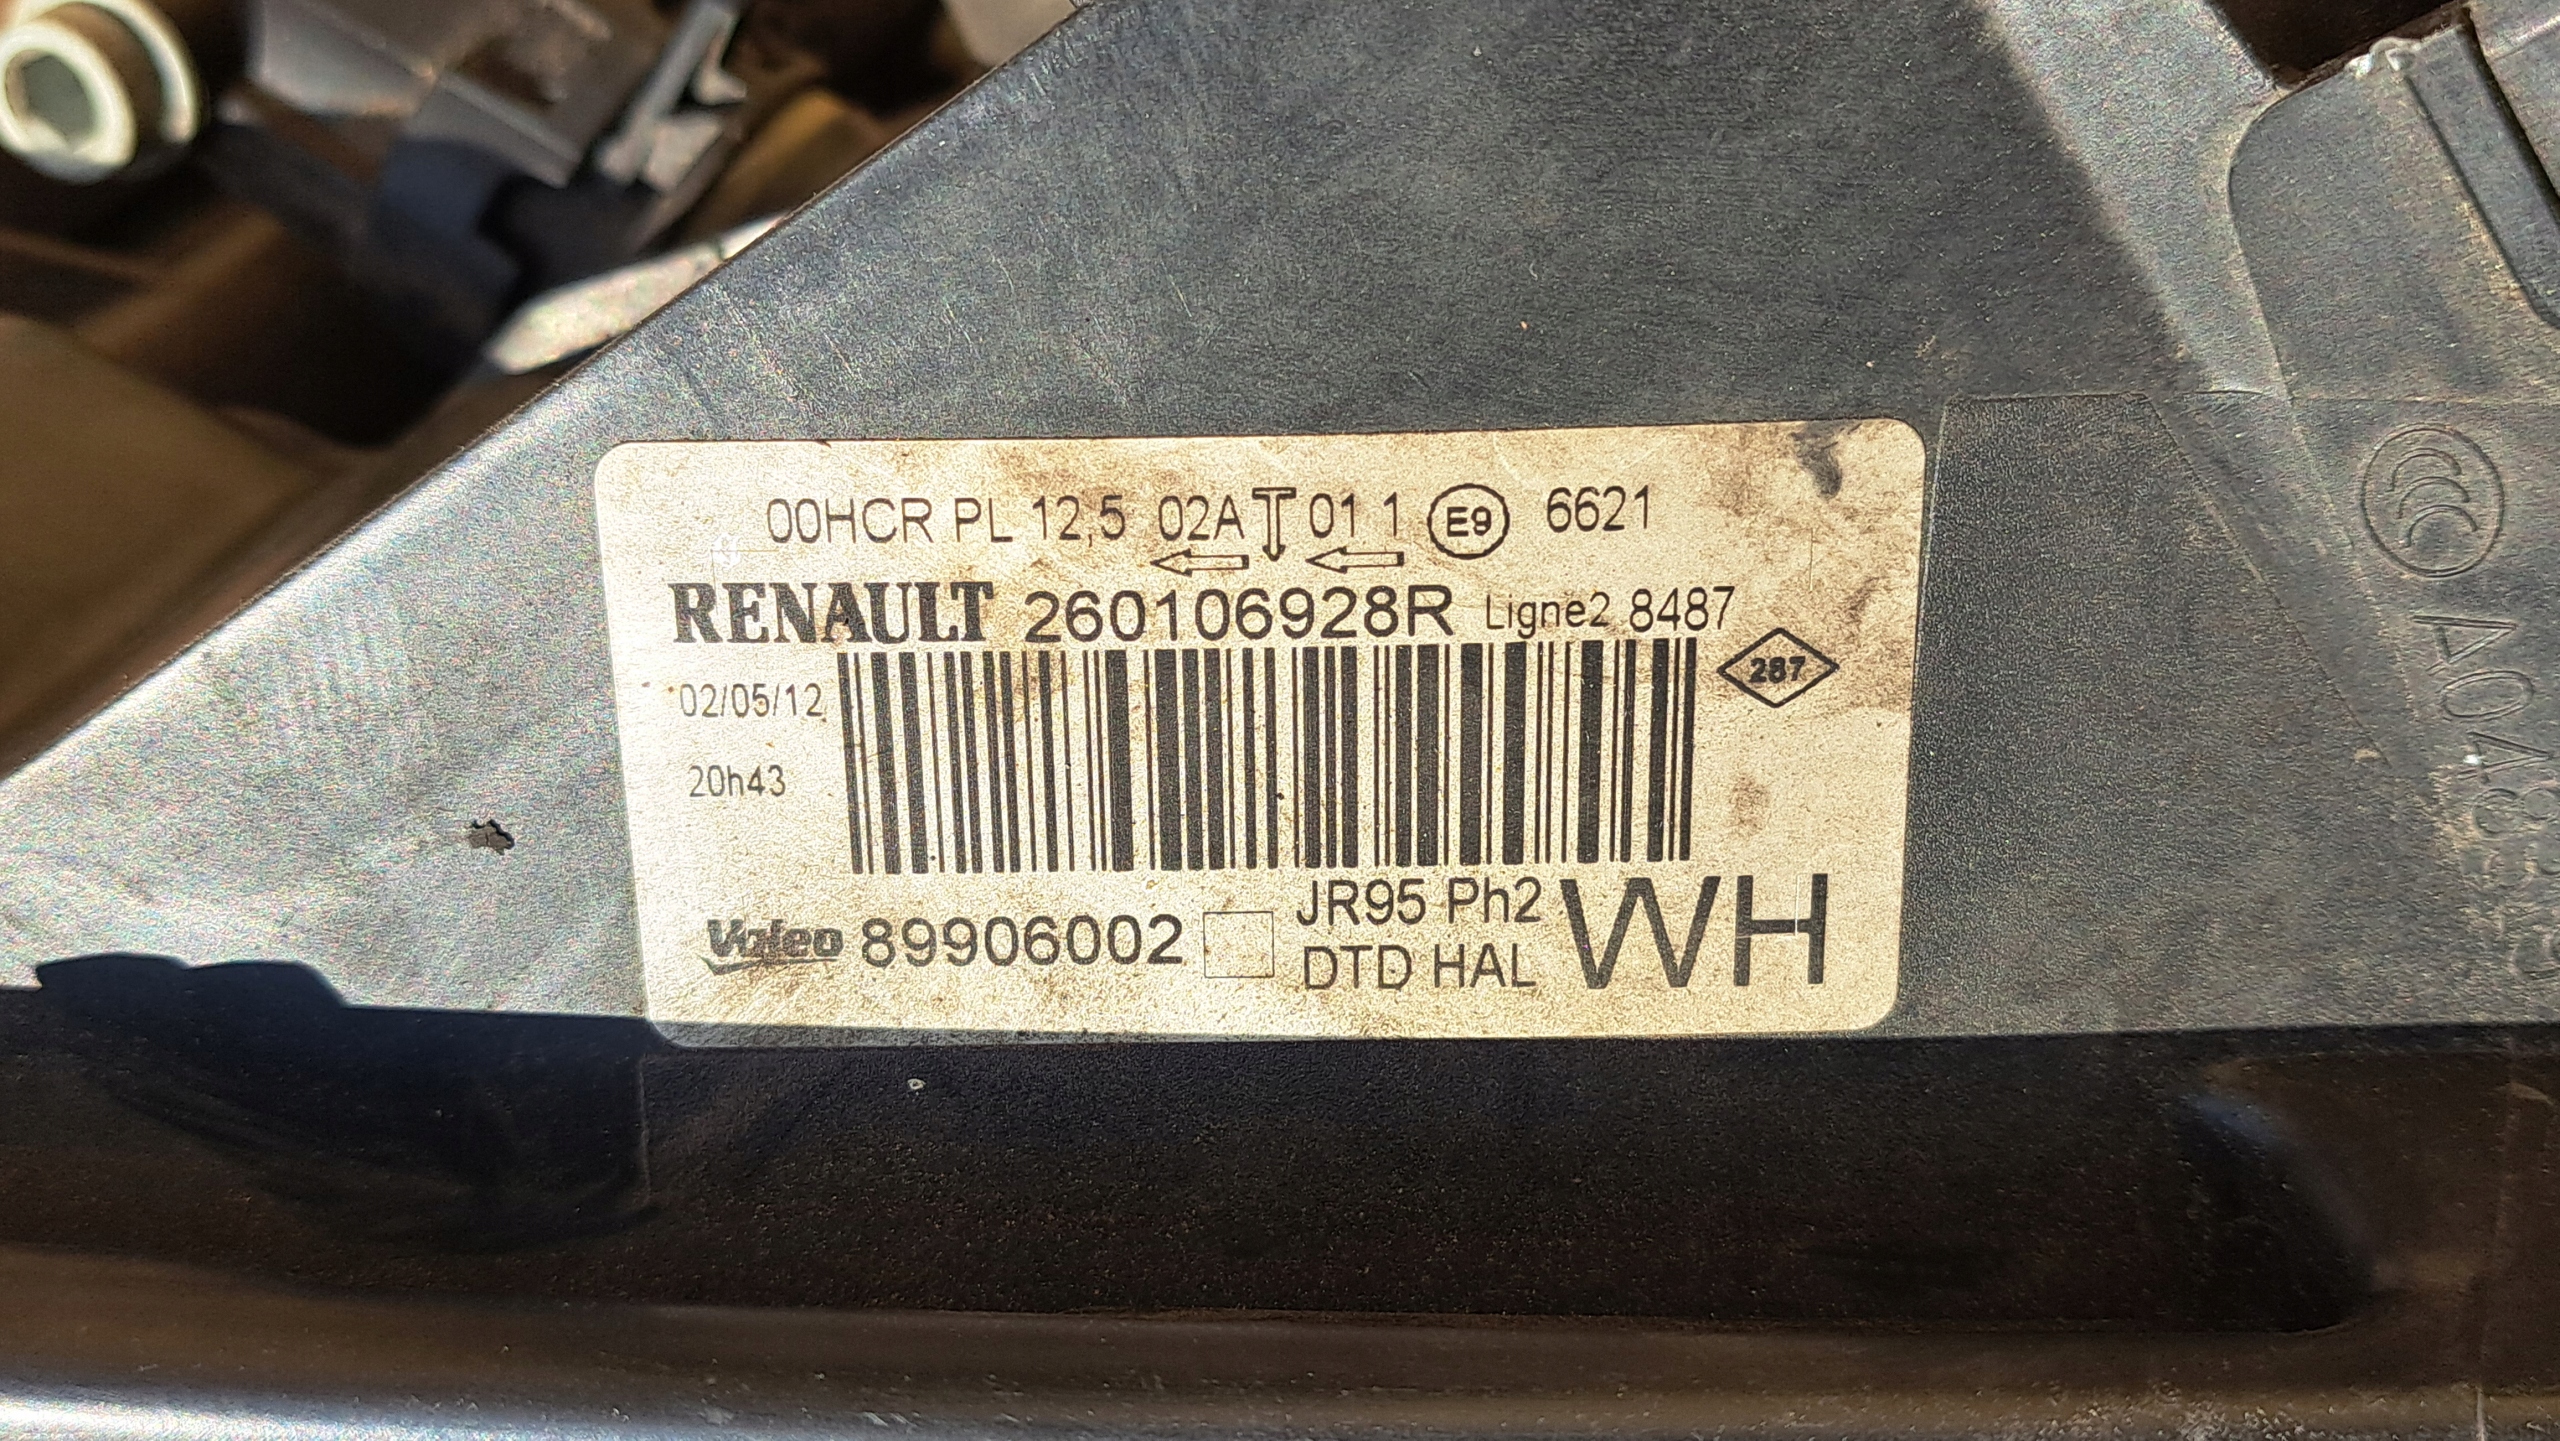 00HCR PL 12,5 02A 01 1 E9 6621
RENAULT 260106928R Ligne2 8487
287
02/05/12
20h43
Valeo 89906002
JR95 Ph2
DTD HAL
WH
CCC